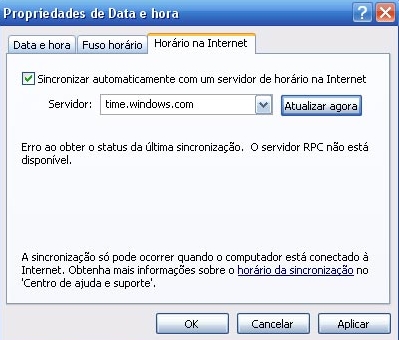 Propriedades de Data e hora
Data e hora
Fuso horário
Horário na Internet
Sincronizar automaticamente com um servidor de horário na Internet
Servidor: time.windows.com Atualizar agora
Erro ao obter o status da última sincronização. O servidor RPC não está
disponível.
A sincronização só pode ocorrer quando o computador está conectado à
Internet. Obtenha mais informações sobre o horário da sincronização no
'Centro de ajuda e suporte'.
OK
Cancelar
Aplicar